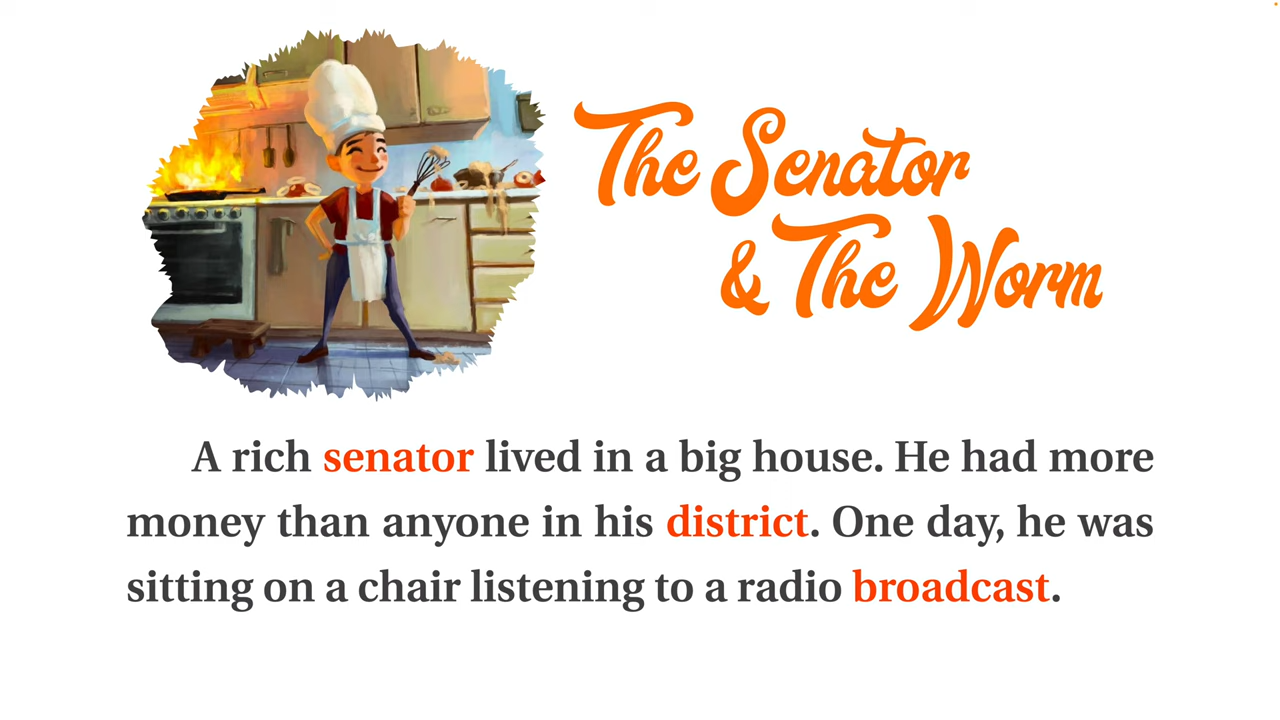 The Senator
& The Worm
A rich senator lived in a big house. He had more
money than anyone in his district. One day, he was
sitting on a chair listening to a radio broadcast.